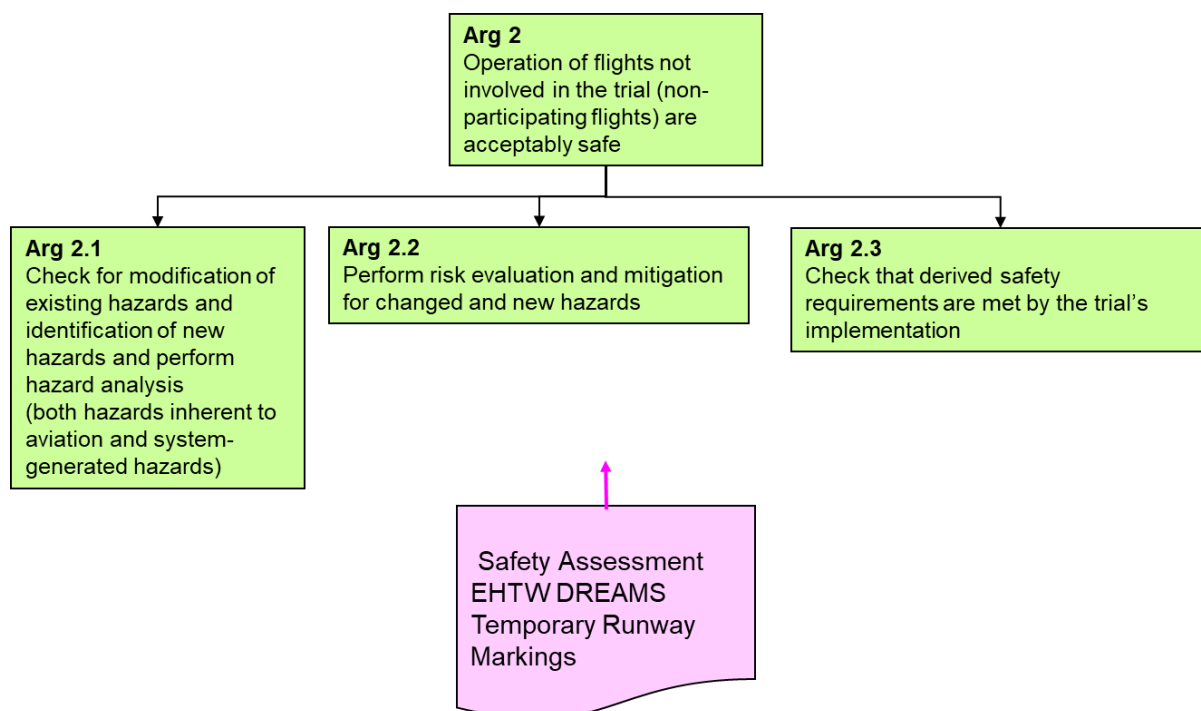 Arg 2
Operation of flights not
involved in the trial (non-
participating flights) are
acceptably safe
Arg 2.1
Check for modification of
existing hazards and
identification of new
hazards and perform
hazard analysis
(both hazards inherent to
aviation and system-
generated hazards)
Arg 2.2
Perform risk evaluation and mitigation
for changed and new hazards
Arg 2.3
Check that derived safety
requirements are met by the trial’s
implementation
Safety Assessment
EHTW DREAMS
Temporary Runway
Markings